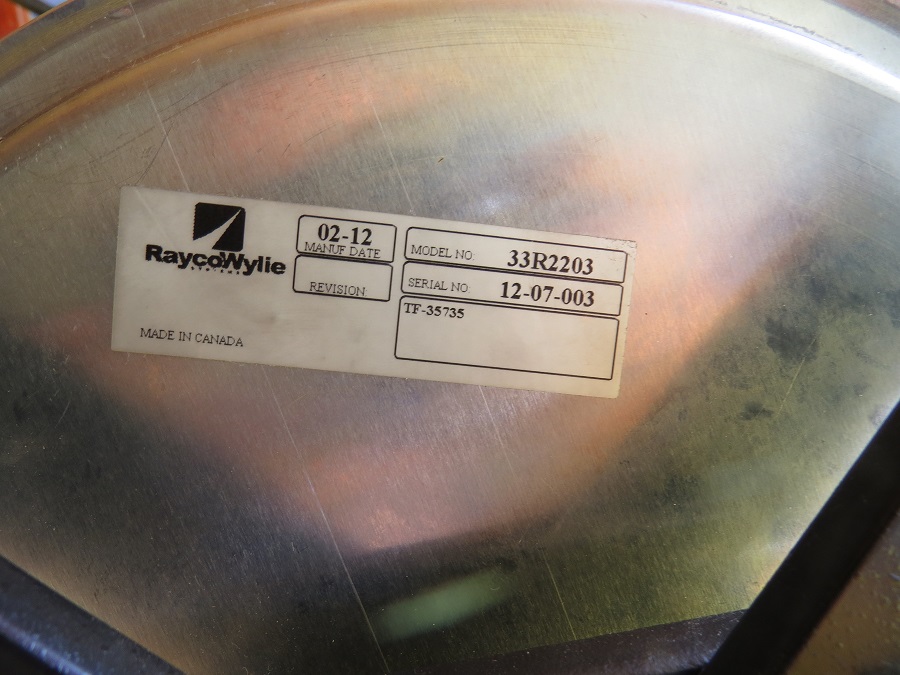 RaycoWylie
SYSTEMS
02-12
MANUF DATE
REVISION
MODEL NO: 33R2203
SERIAL NO: 12-07-003
TF-35735
MADE IN CANADA